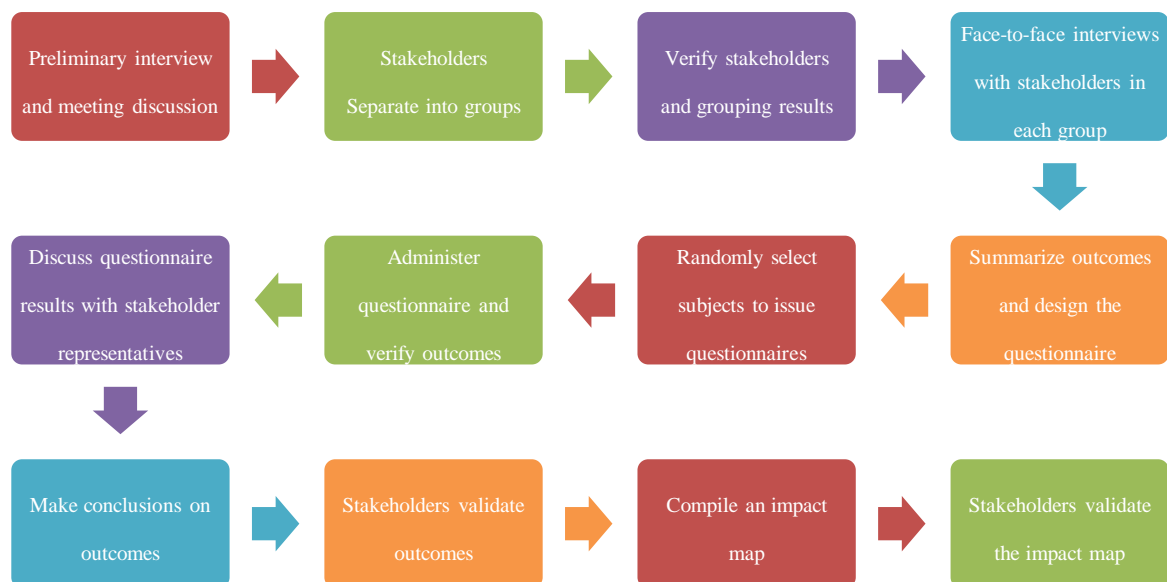 Preliminary interview
and meeting discussion
Stakeholders
Separate into groups
Verify stakeholders
and grouping results
Face-to-face interviews
with stakeholders in
each group
Summarize outcomes
and design the
questionnaire
Randomly select
subjects to issue
questionnaires
Administer
questionnaire and
verify outcomes
Discuss questionnaire
results with stakeholder
representatives
Make conclusions on
outcomes
Stakeholders validate
outcomes
Compile an impact
map
Stakeholders validate
the impact map